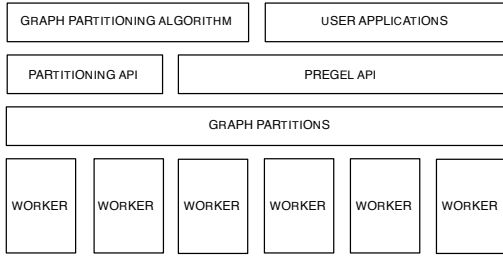 GRAPH PARTITIONING ALGORITHM
USER APPLICATIONS
PARTITIONING API
PREGEL API
GRAPH PARTITIONS
WORKER
WORKER
WORKER
WORKER
WORKER
WORKER